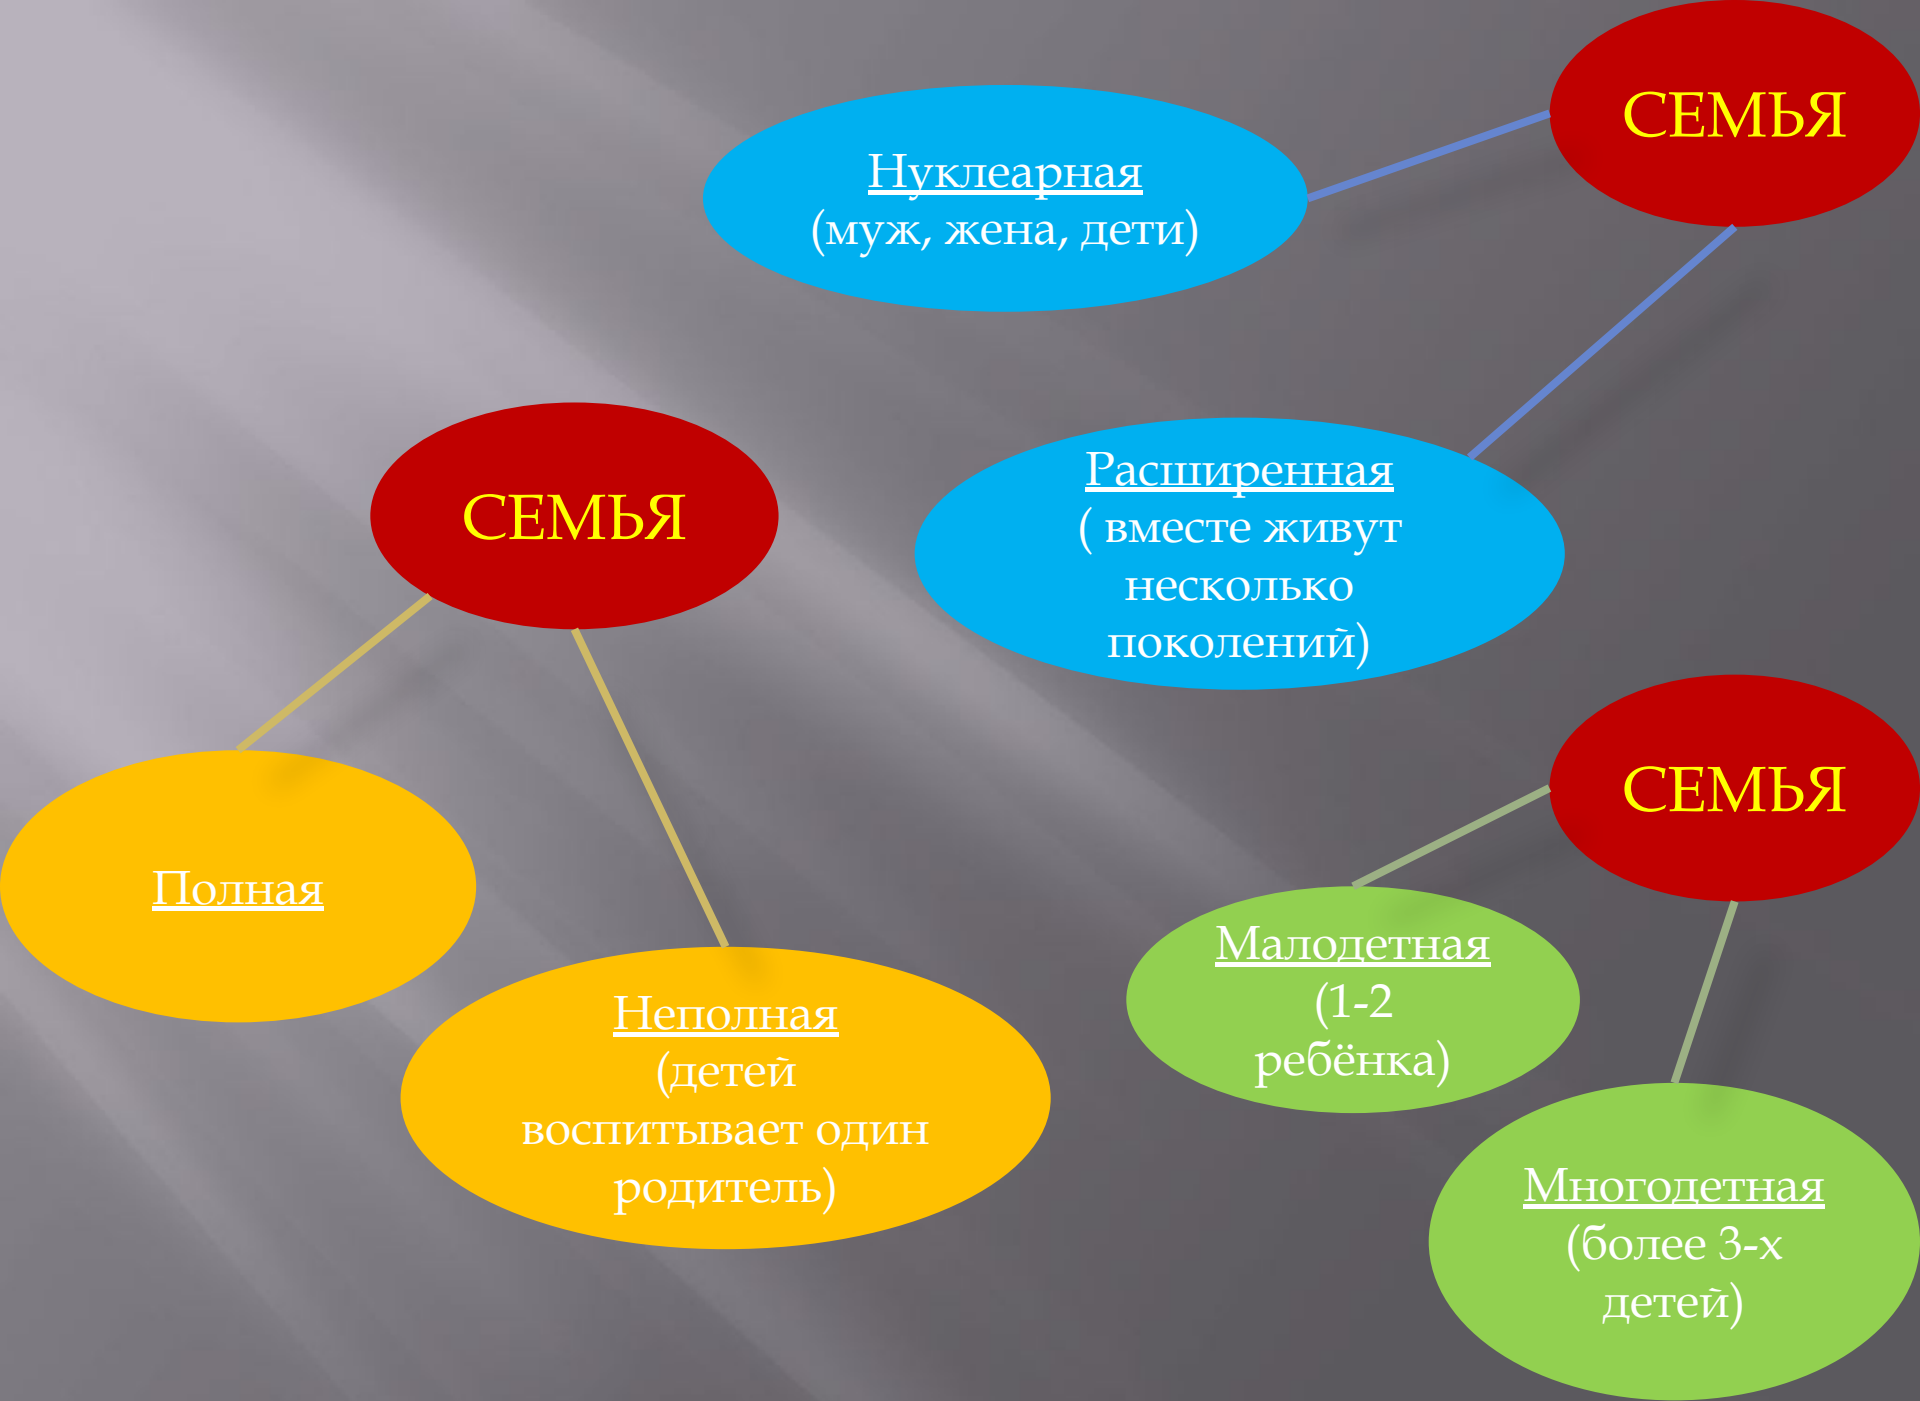 СЕМЬЯ
Нуклеарная
(муж, жена, дети)
Расширенная
( вместе живут
несколько
поколений)
СЕМЬЯ
Полная
Неполная
(детей
воспитывает один
родитель)
СЕМЬЯ
Малодетная
(1-2
ребёнка)
Многодетная
(более 3-х
детей)